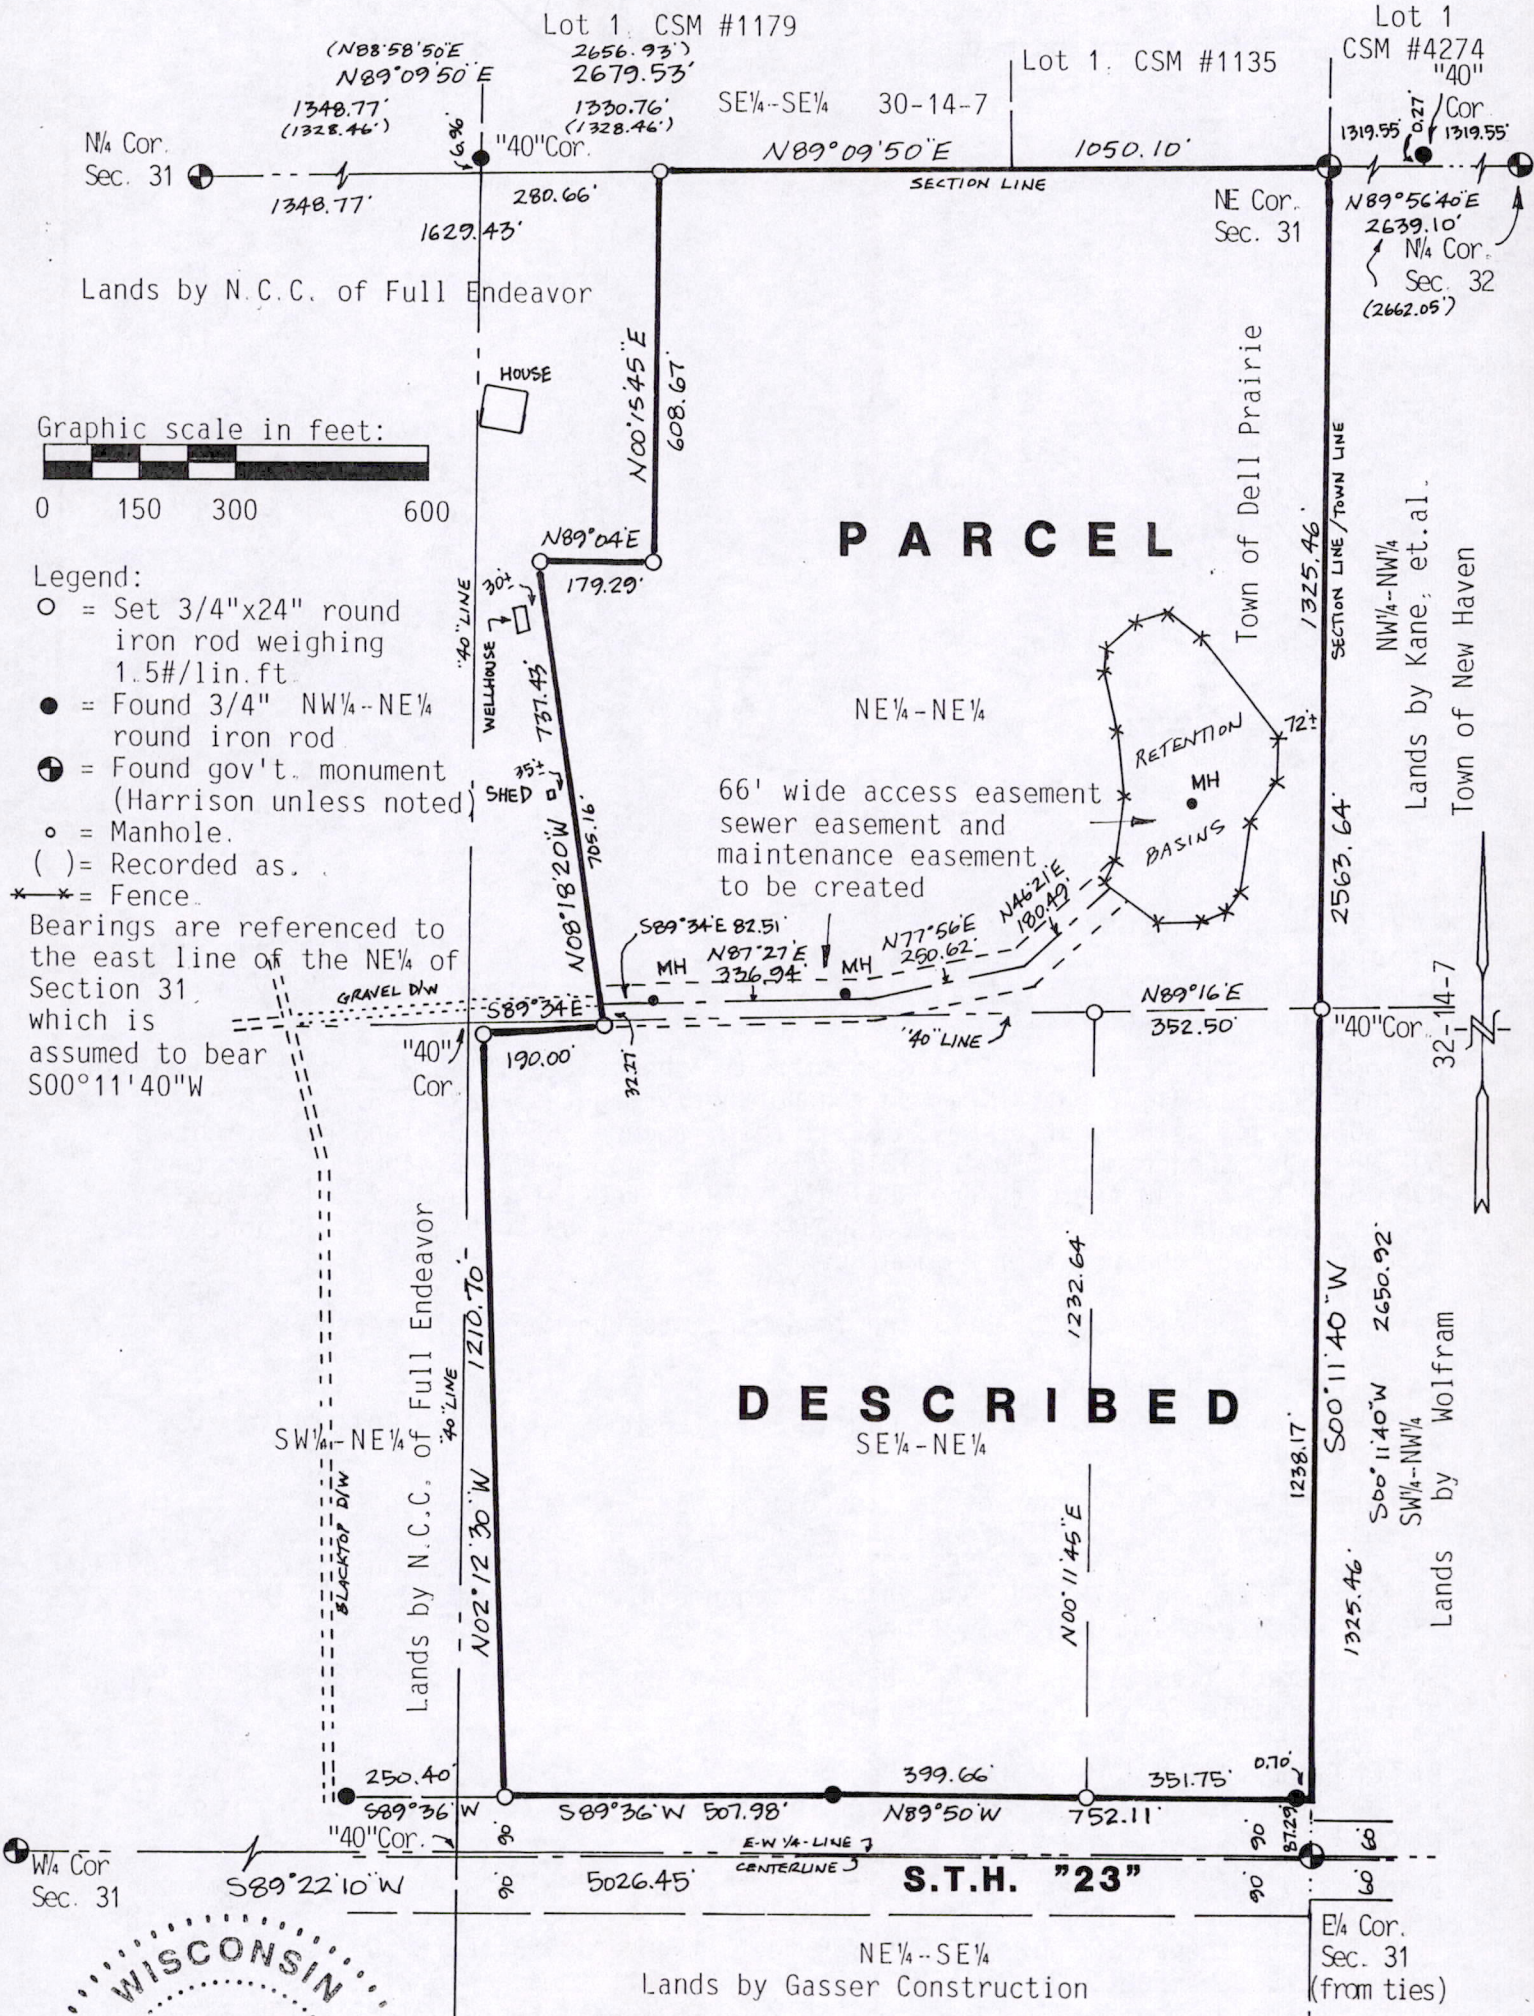 Lot 1. CSM #1179
Lot 1
CSM #4274
"40"
Cor.
(N88°58'50"E 2656.93')
N89°09'50"E 2679.53'
Lot 1. CSM #1135
1348.77'
(1328.46')
6.96'
1330.76'
(1328.46')
SE¼-SE¼ 30-14-7
1319.55'
0.27'
1319.55'
N¼ Cor.
Sec. 31
"40"Cor.
N89°09'50"E
1050.10'
SECTION LINE
1348.77'
280.66'
1629.43'
NE Cor.
Sec. 31
N89°56'40"E
2639.10'
N¼ Cor.
Sec. 32
(2662.05')
Lands by N.C.C. of Full Endeavor
HOUSE
N00°15'45"E
608.67'
Town of Dell Prairie
Graphic scale in feet:
0 150 300 600
N89°04'E
179.29'
PARCEL
1325.46'
SECTION LINE/TOWN LINE
NW¼-NW¼
Lands by Kane, et.al.
Town of New Haven
Legend:
= Set 3/4"x24" round
iron rod weighing
1.5#/lin.ft.
= Found 3/4"
round iron rod
= Found gov't. monument
(Harrison unless noted)
= Manhole.
( )= Recorded as.
= Fence.
NW¼-NE¼
Bearings are referenced to
the east line of the NE¼ of
Section 31
which is
assumed to bear
S00°11'40"W
"40" LINE
30'±
WELLHOUSE
737.43'
35'±
SHED
N08°18'20"W
705.16'
NE¼-NE¼
RETENTION
BASINS
MH
72'±
66' wide access easement
sewer easement and
maintenance easement
to be created
2563.64'
S89°34'E 82.51'
MH
N87°27'E
336.94'
MH
N77°56'E
250.62'
N46°21'E
180.49'
GRAVEL D/W
S89°34'E
190.00'
32.27'
"40"
Cor.
"40" LINE
N89°16'E
352.50'
"40"Cor.
32-14-7
Lands by N.C.C. of Full Endeavor
"40" LINE
1210.70'
N02°12'30"W
SW¼-NE¼
BLACKTOP D/W
1232.64'
N00°11'45"E
DESCRIBED
SE¼-NE¼
1238.17'
S00°11'40"W
S00°11'40"W 2650.92'
SW¼-NW¼
1325.46'
Lands by Wolfram
250.40'
S89°36'W
S89°36'W 507.98'
399.66'
N89°50'W
752.11'
351.75'
0.70'
87.29'
"40"Cor.
90'
90'
E-W ¼-LINE
CENTERLINE
90'
90'
60'
60'
W¼ Cor
Sec. 31
S89°22'10"W
5026.45'
S.T.H. "23"
E¼ Cor.
Sec. 31
(from ties)
NE¼--SE¼
Lands by Gasser Construction
WISCONSIN